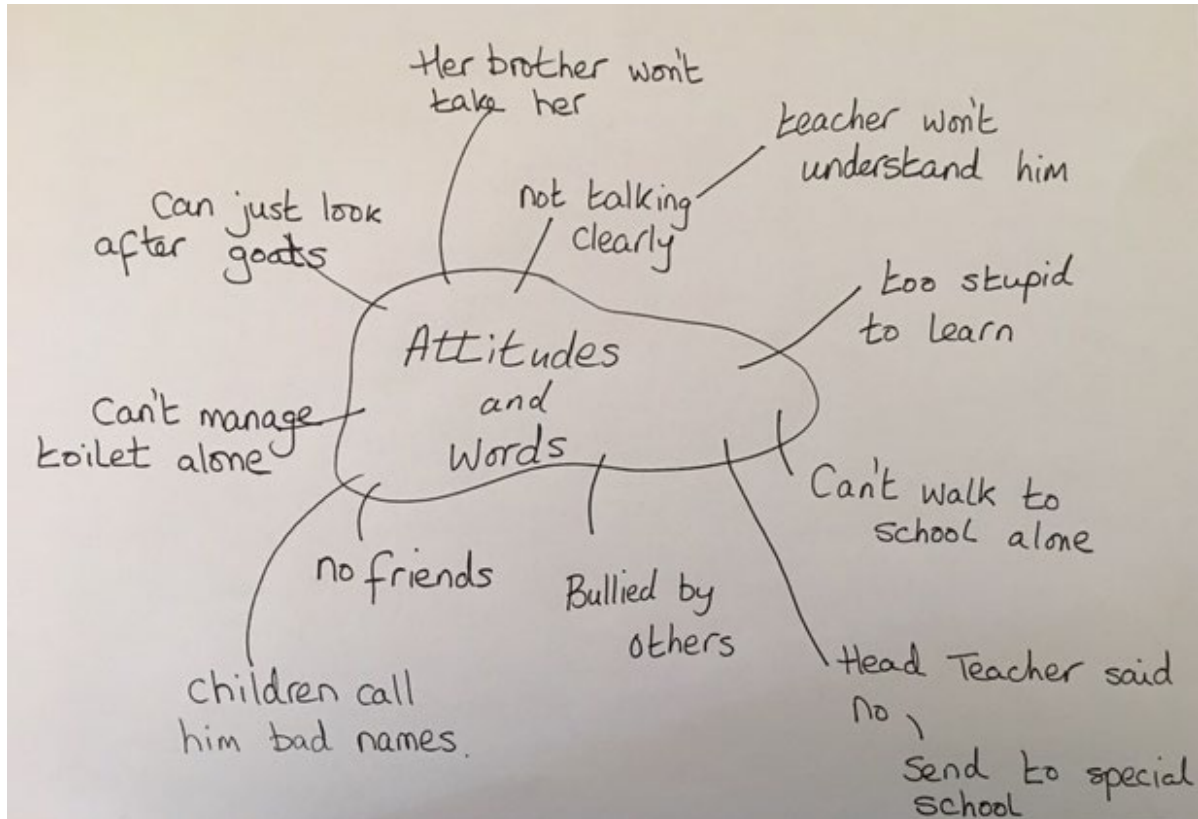 Her brother won't
take her
teacher won't
understand him
not talking
clearly
Can just look
after goats
too stupid
to learn
Attitudes
and
Words
Can't manage
toilet alone
Can't walk to
school alone
no friends
Bullied by
others
Head Teacher said
no
Send to special
school
children call
him bad names.